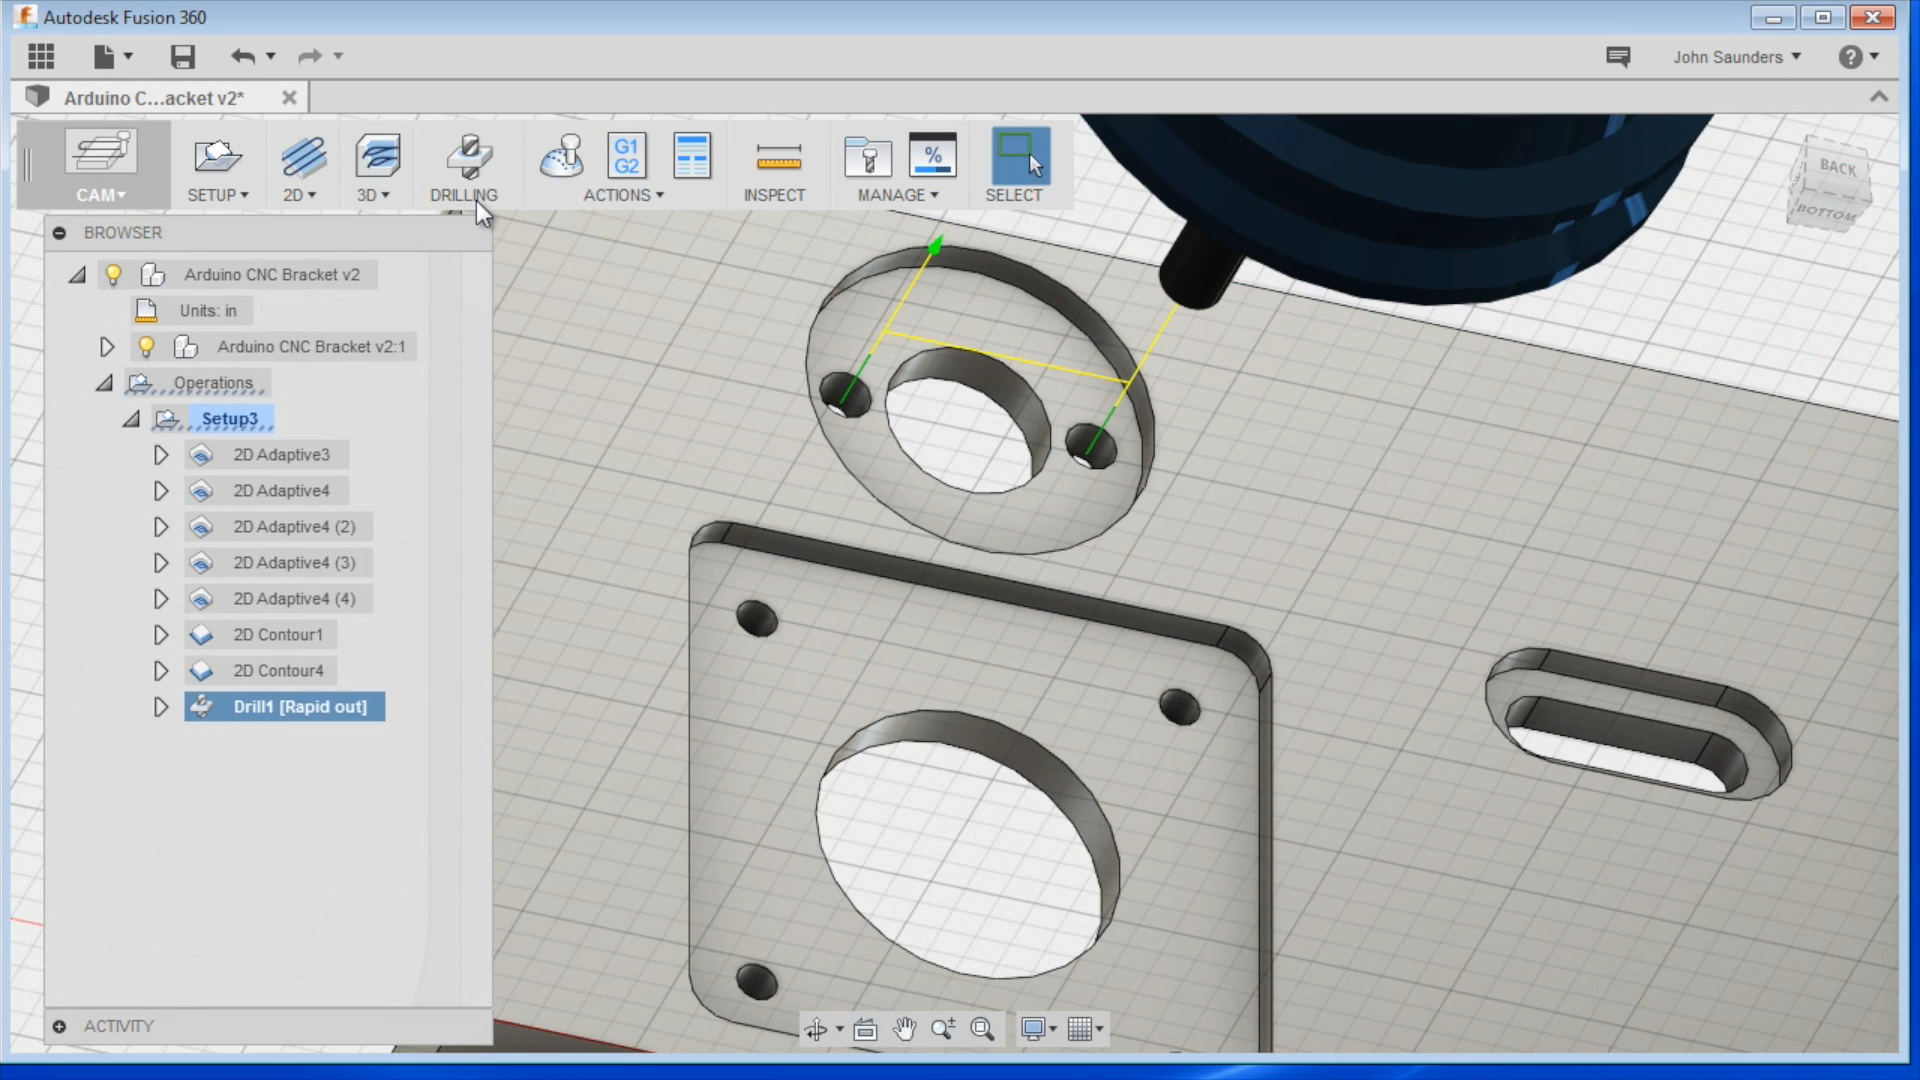 Autodesk Fusion 360
John Saunders
?
Arduino C...acket v2*
G1
G2
%
CAM
SETUP
2D
3D
DRILLING
ACTIONS
INSPECT
MANAGE
SELECT
BACK
BOTTOM
BROWSER
Arduino CNC Bracket v2
Units: in
Arduino CNC Bracket v2:1
Operations
Setup3
2D Adaptive3
2D Adaptive4
2D Adaptive4 (2)
2D Adaptive4 (3)
2D Adaptive4 (4)
2D Contour1
2D Contour4
Drill1 [Rapid out]
ACTIVITY